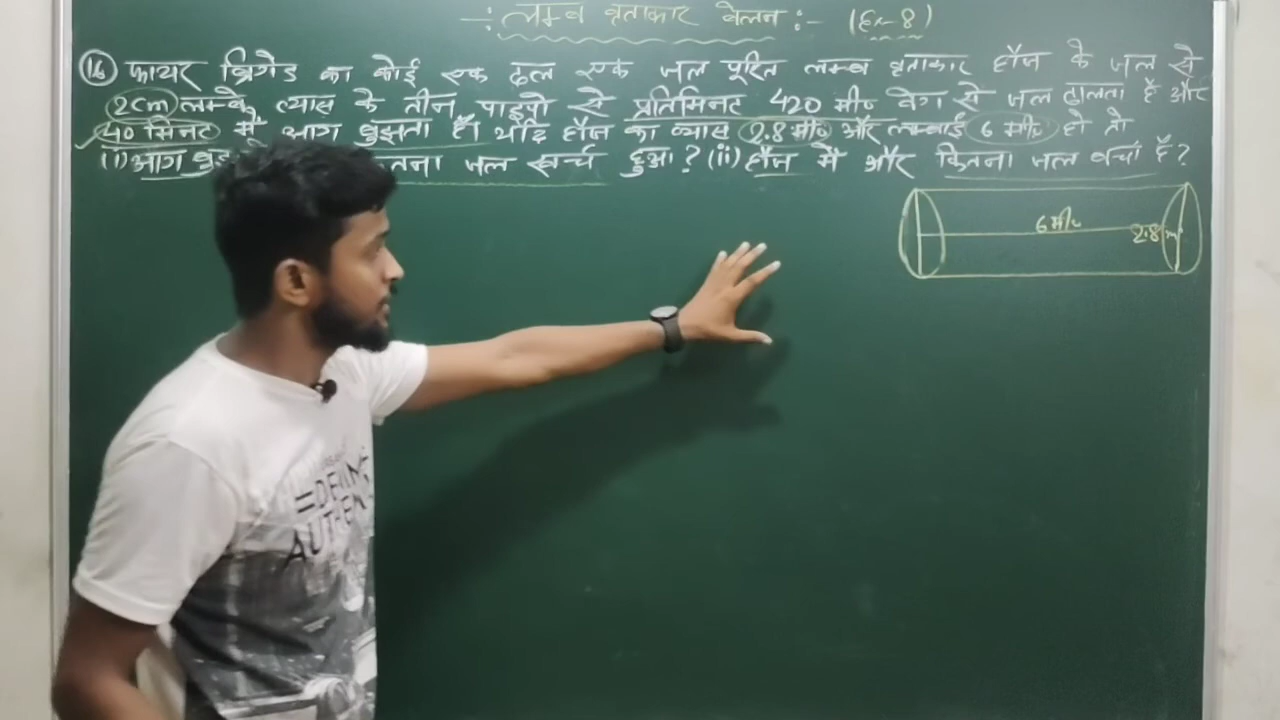 -: लम्ब वृत्ताकार बेलन :- (Ex-8)
(16) फायर ब्रिगेड का कोई एक दल एक जल पूरित लम्ब वृत्ताकार हौज के जल से
2cm लम्बे व्यास के तीन पाइपो से प्रतिमिनट 420 मी० वेग से जल ढालता है और
40 मिनट में आग बुझता है। यदि हौज का व्यास 2.8 मी० और लम्बाई 6 मी० हो तो
(i) आग जल खर्च हुआ? (ii) हौज में और कितना जल बचा है?
6 मी०
2.8 m
=DEFIN
AUTHEN